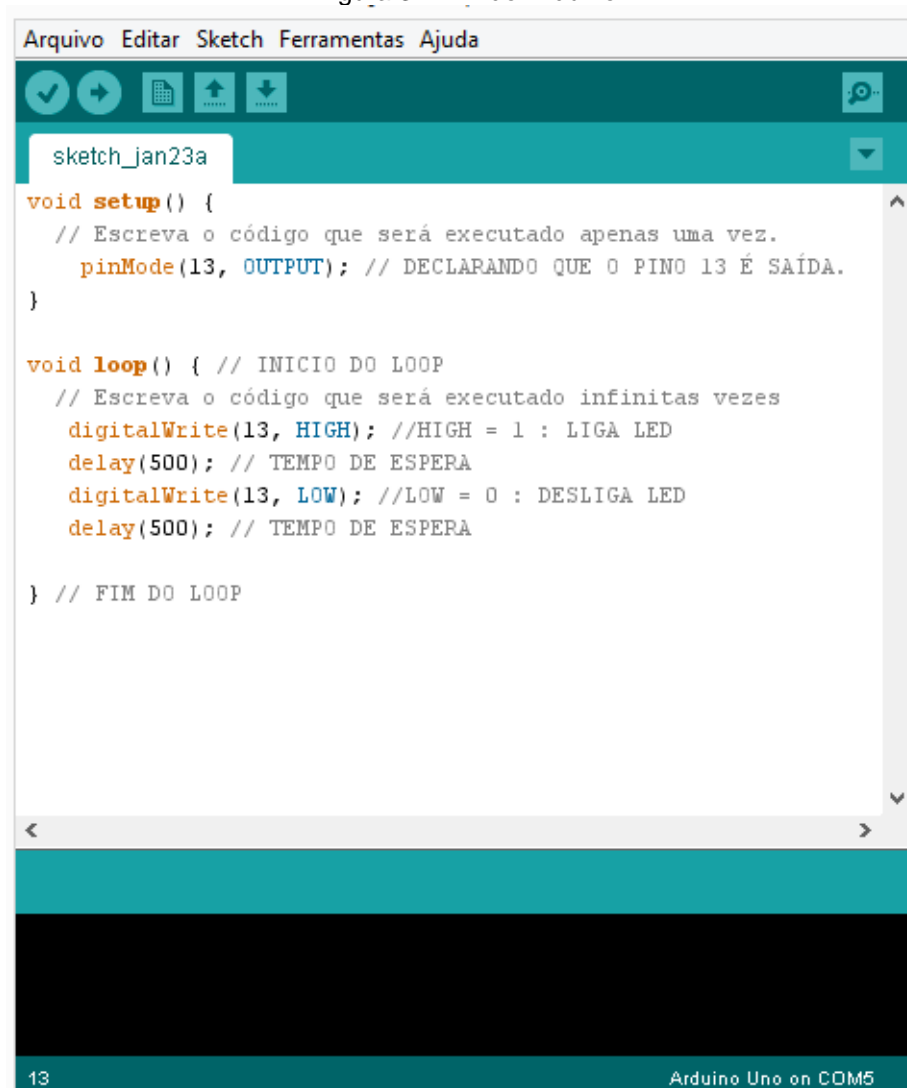 Arquivo Editar Sketch Ferramentas Ajuda
sketch_jan23a
void setup() {
  // Escreva o código que será executado apenas uma vez.
    pinMode(13, OUTPUT); // DECLARANDO QUE O PINO 13 É SAÍDA.
}
void loop() { // INICIO DO LOOP
  // Escreva o código que será executado infinitas vezes
   digitalWrite(13, HIGH); //HIGH = 1 : LIGA LED
   delay(500); // TEMPO DE ESPERA
   digitalWrite(13, LOW); //LOW = 0 : DESLIGA LED
   delay(500); // TEMPO DE ESPERA
} // FIM DO LOOP
13 Arduino Uno on COM5